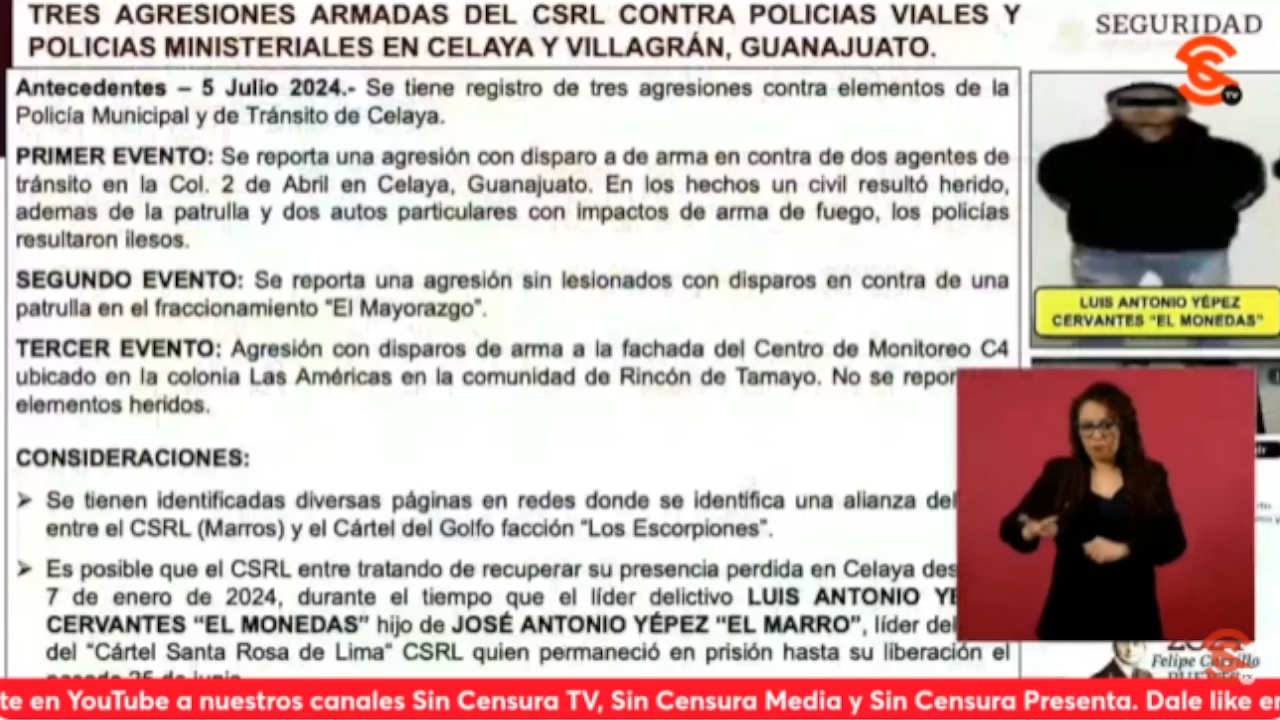 TRES AGRESIONES ARMADAS DEL CSRL CONTRA POLICIAS VIALES Y
POLICIAS MINISTERIALES EN CELAYA Y VILLAGRÁN, GUANAJUATO.
SEGURIDAD
TV
Antecedentes – 5 Julio 2024.- Se tiene registro de tres agresiones contra elementos de la
Policía Municipal y de Tránsito de Celaya.
PRIMER EVENTO: Se reporta una agresión con disparo a de arma en contra de dos agentes de
tránsito en la Col. 2 de Abril en Celaya, Guanajuato. En los hechos un civil resultó herido,
ademas de la patrulla y dos autos particulares con impactos de arma de fuego, los policías
resultaron ilesos.
SEGUNDO EVENTO: Se reporta una agresión sin lesionados con disparos en contra de una
patrulla en el fraccionamiento "El Mayorazgo".
TERCER EVENTO: Agresión con disparos de arma a la fachada del Centro de Monitoreo C4
ubicado en la colonia Las Américas en la comunidad de Rincón de Tamayo. No se repor
elementos heridos.
CONSIDERACIONES:
➢ Se tienen identificadas diversas páginas en redes donde se identifica una alianza del
entre el CSRL (Marros) y el Cártel del Golfo facción "Los Escorpiones".
➢ Es posible que el CSRL entre tratando de recuperar su presencia perdida en Celaya des
7 de enero de 2024, durante el tiempo que el líder delictivo LUIS ANTONIO YÉ
CERVANTES "EL MONEDAS" hijo de JOSÉ ANTONIO YÉPEZ "EL MARRO", líder del
del "Cártel Santa Rosa de Lima" CSRL quien permaneció en prisión hasta su liberación el
pasado 25 de junio
LUIS ANTONIO YÉPEZ
CERVANTES "EL MONEDAS"
2024
Felipe Carrillo
PUERTO
te en YouTube a nuestros canales Sin Censura TV, Sin Censura Media y Sin Censura Presenta. Dale like en